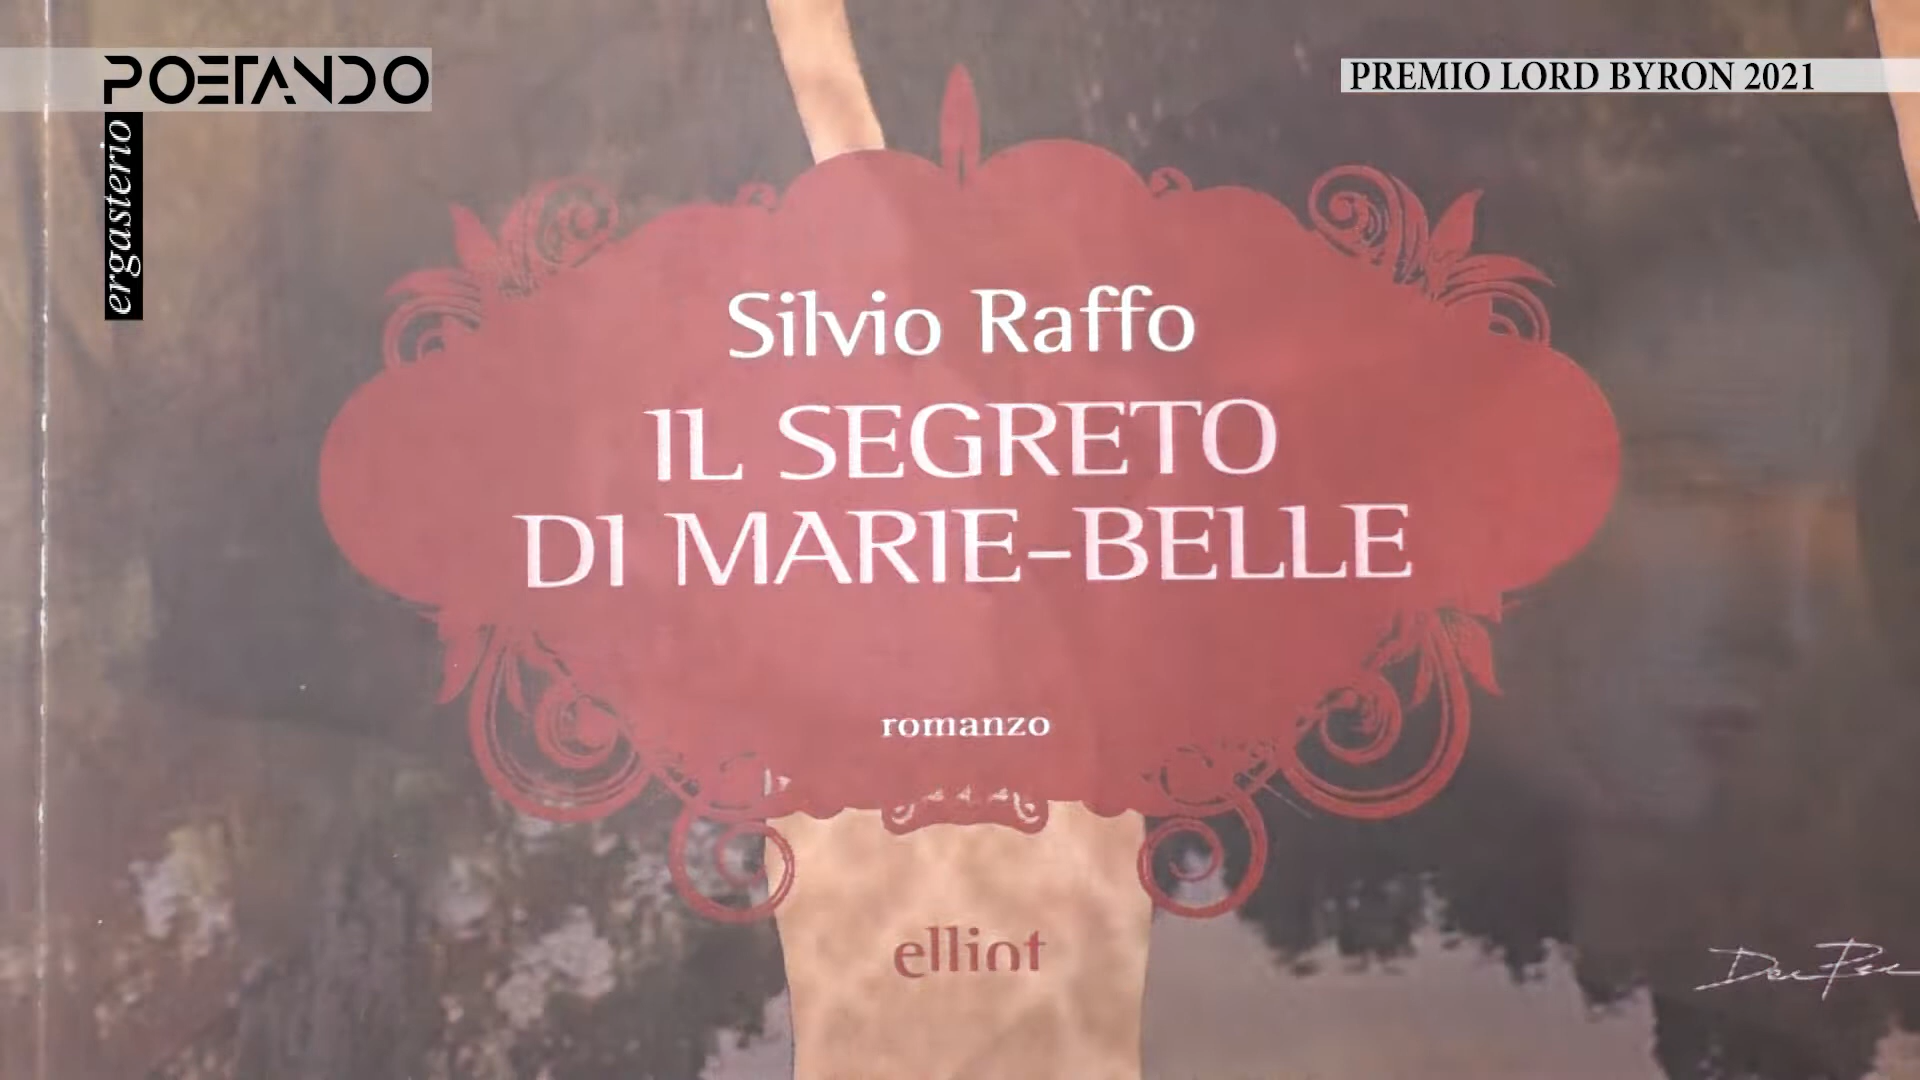 POETANDO
ergasterio
PREMIO LORD BYRON 2021
Silvio Raffo
IL SEGRETO
DI MARIE-BELLE
romanzo
elliot